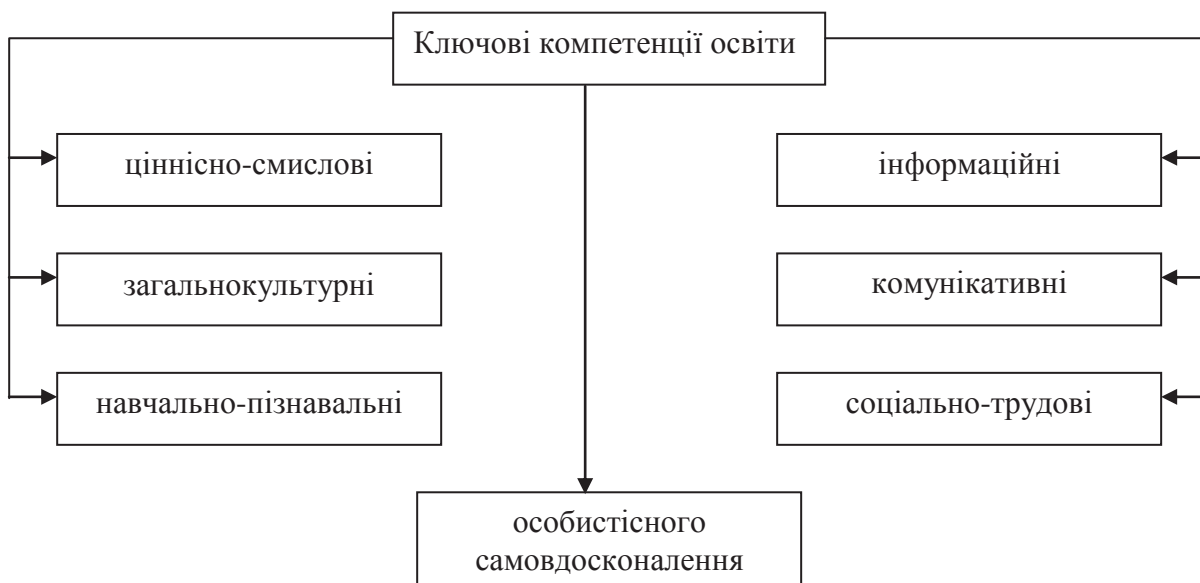 Ключові компетенції освіти
ціннісно-смислові
інформаційні
загальнокультурні
комунікативні
навчально-пізнавальні
соціально-трудові
особистісного
самовдосконалення